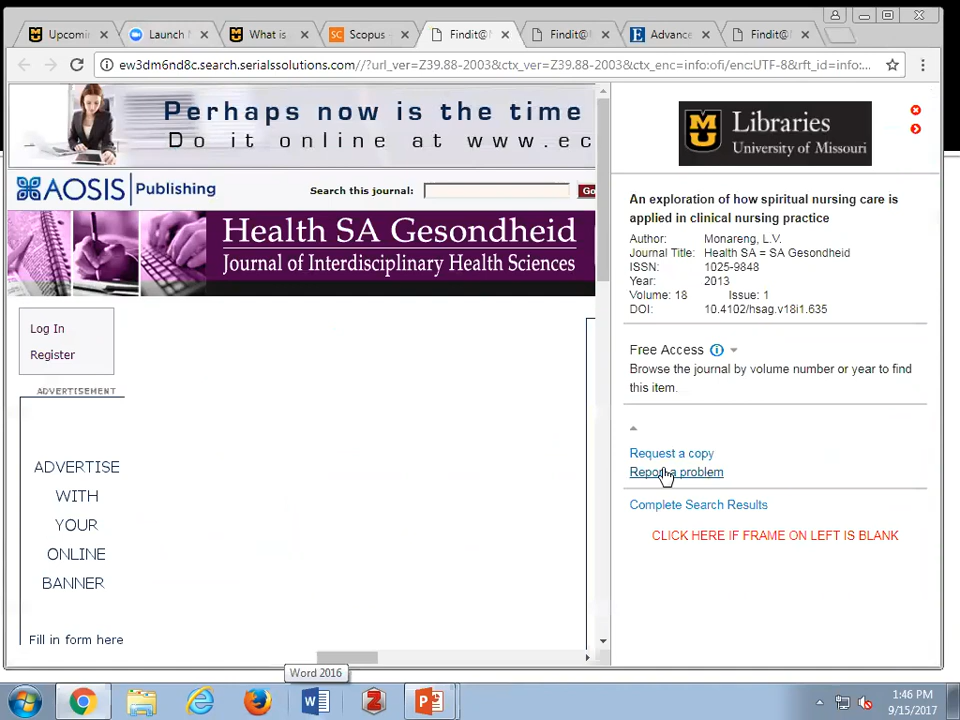 Upcomin
Launch
What is
Scopus -
Findit@
Findit@
Advance
Findit@
ew3dm6nd8c.search.serialssolutions.com//?url_ver=Z39.88-2003&ctx_ver=Z39.88-2003&ctx_enc=info:ofi/enc:UTF-8&rft_id=info:...
Perhaps now is the time
Do it online at www.ec
AOSIS Publishing
Search this journal:
Go
Health SA Gesondheid
Journal of Interdisciplinary Health Sciences
Log In
Register
ADVERTISEMENT
ADVERTISE
WITH
YOUR
ONLINE
BANNER
Fill in form here
MU Libraries
University of Missouri
An exploration of how spiritual nursing care is
applied in clinical nursing practice
Author: Monareng, L.V.
Journal Title: Health SA = SA Gesondheid
ISSN: 1025-9848
Year: 2013
Volume: 18 Issue: 1
DOI: 10.4102/hsag.v18i1.635
Free Access
Browse the journal by volume number or year to find
this item.
Request a copy
Report a problem
Complete Search Results
CLICK HERE IF FRAME ON LEFT IS BLANK
Word 2016
1:46 PM
9/15/2017